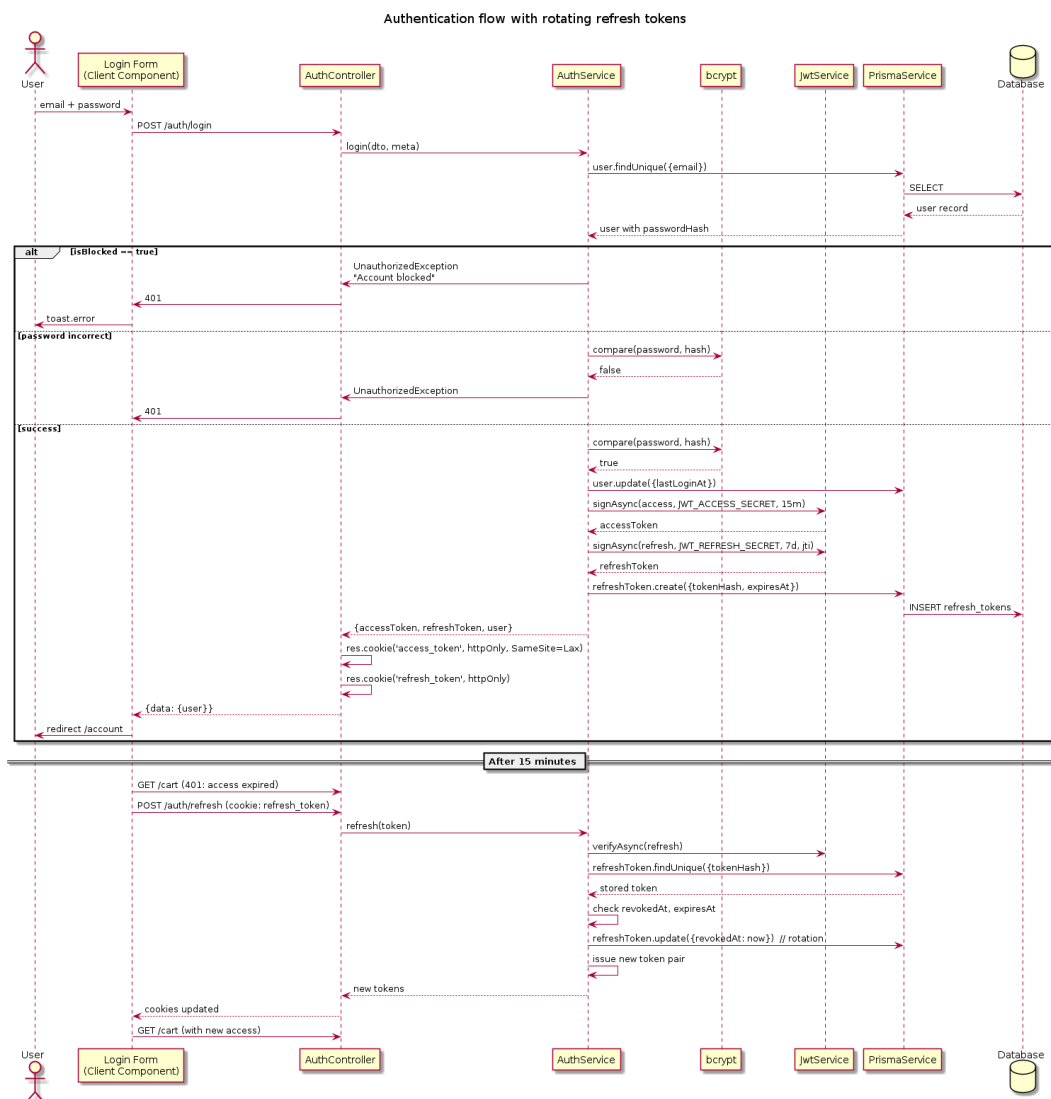 Authentication flow with rotating refresh tokens
User
Login Form
(Client Component)
AuthController
AuthService
bcrypt
JwtService
PrismaService
Database
email + password
POST /auth/login
login(dto, meta)
user.findUnique({email})
SELECT
user record
user with passwordHash
alt
[isBlocked == true]
UnauthorizedException
"Account blocked"
401
toast.error
[password incorrect]
compare(password, hash)
false
UnauthorizedException
401
[success]
compare(password, hash)
true
user.update({lastLoginAt})
signAsync(access, JWT_ACCESS_SECRET, 15m)
accessToken
signAsync(refresh, JWT_REFRESH_SECRET, 7d, jti)
refreshToken
refreshToken.create({tokenHash, expiresAt})
INSERT refresh_tokens
{accessToken, refreshToken, user}
res.cookie('access_token', httpOnly, SameSite=Lax)
res.cookie('refresh_token', httpOnly)
{data: {user}}
redirect /account
After 15 minutes
GET /cart (401: access expired)
POST /auth/refresh (cookie: refresh_token)
refresh(token)
verifyAsync(refresh)
refreshToken.findUnique({tokenHash})
stored token
check revokedAt, expiresAt
refreshToken.update({revokedAt: now}) // rotation
issue new token pair
new tokens
cookies updated
GET /cart (with new access)
User
Login Form
(Client Component)
AuthController
AuthService
bcrypt
JwtService
PrismaService
Database